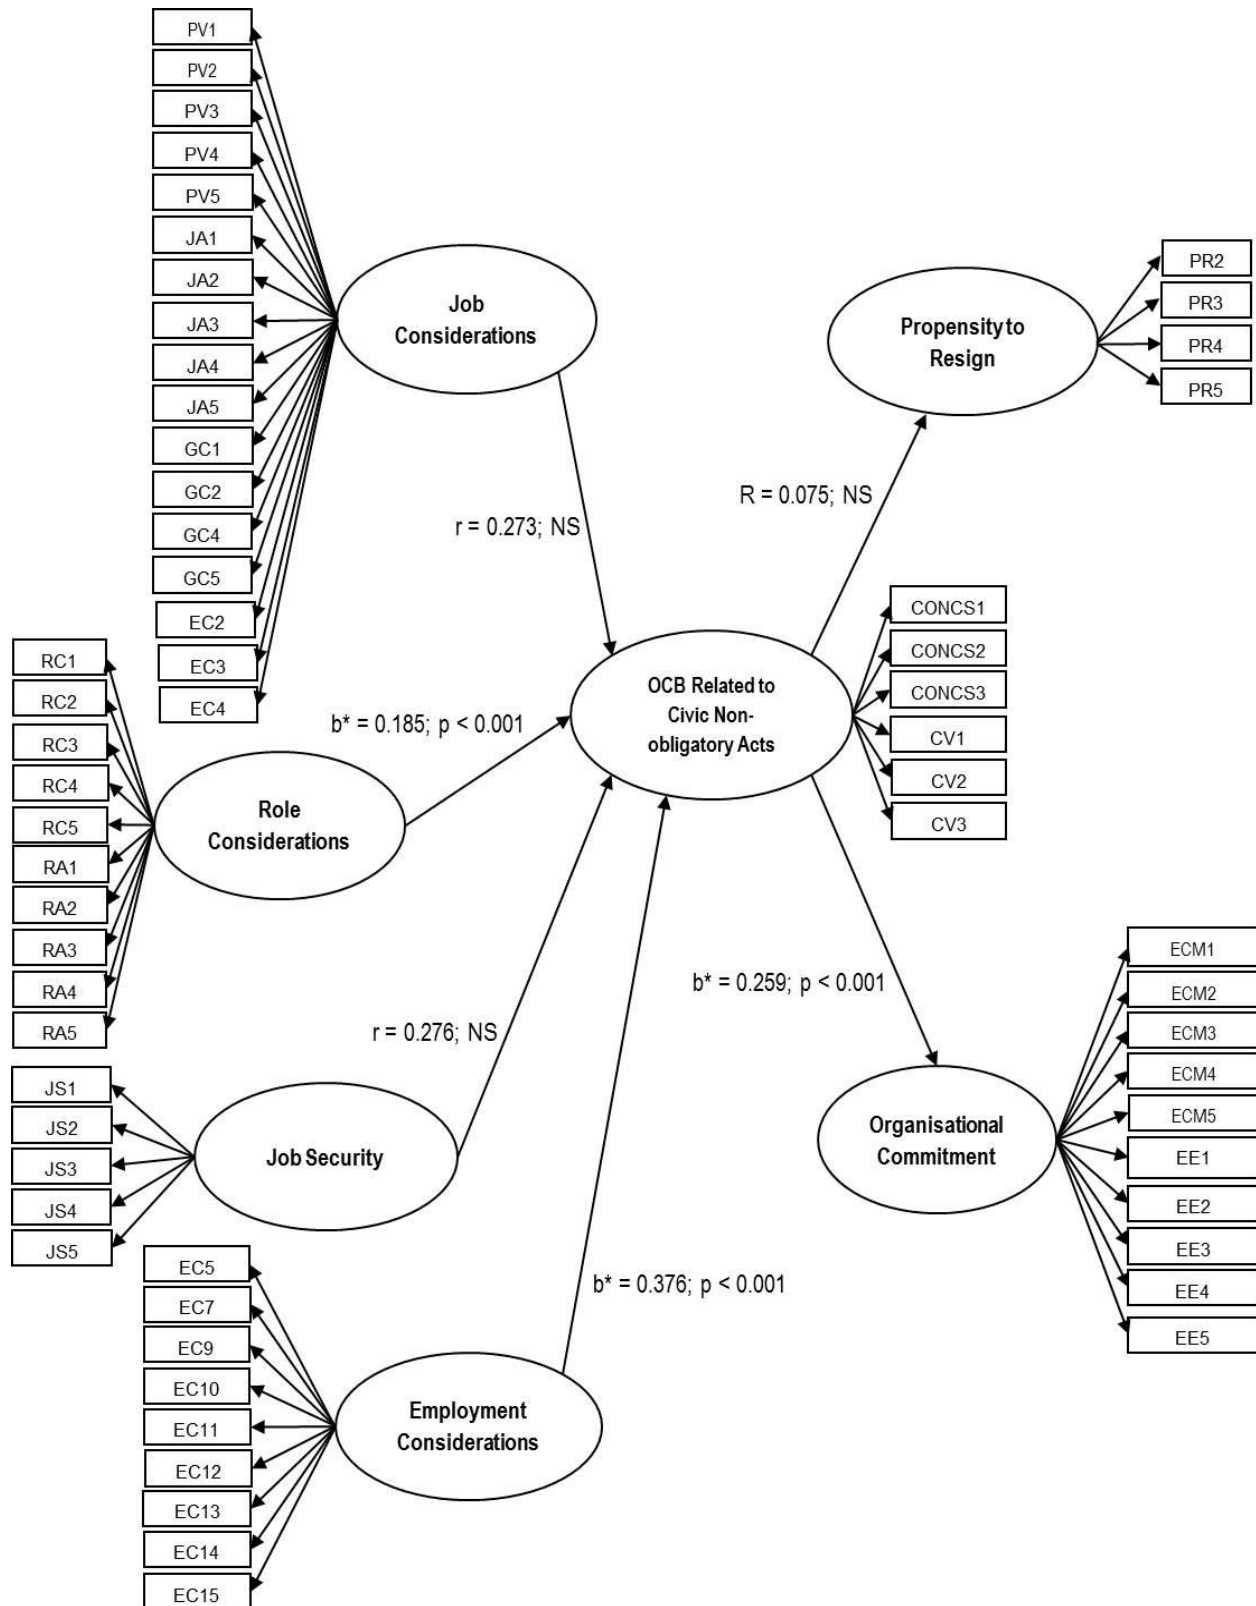 PV1
PV2
PV3
PV4
PV5
JA1
JA2
JA3
JA4
JA5
GC1
GC2
GC4
GC5
EC2
EC3
EC4
Job
Considerations
r = 0.273; NS
RC1
RC2
RC3
RC4
RC5
RA1
RA2
RA3
RA4
RA5
Role
Considerations
b* = 0.185; p < 0.001
JS1
JS2
JS3
JS4
JS5
Job Security
r = 0.276; NS
EC5
EC7
EC9
EC10
EC11
EC12
EC13
EC14
EC15
Employment
Considerations
b* = 0.376; p < 0.001
OCB Related to
Civic Non-
obligatory Acts
CONCS1
CONCS2
CONCS3
CV1
CV2
CV3
R = 0.075; NS
Propensity to
Resign
PR2
PR3
PR4
PR5
b* = 0.259; p < 0.001
Organisational
Commitment
ECM1
ECM2
ECM3
ECM4
ECM5
EE1
EE2
EE3
EE4
EE5